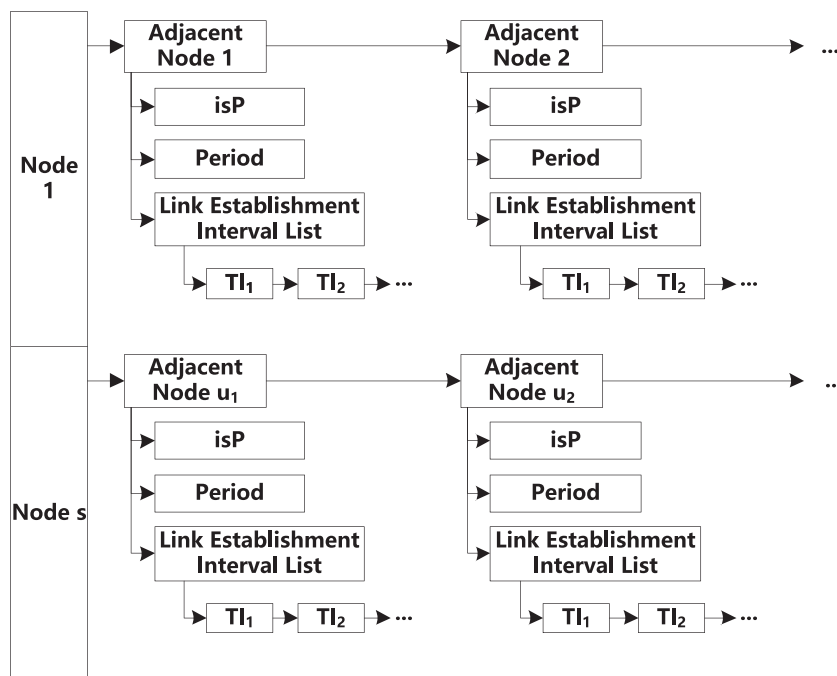 Node
1
Adjacent
Node 1
Adjacent
Node 2
...
isP
isP
Period
Period
Link Establishment
Interval List
Link Establishment
Interval List
TI₁
TI₂
...
TI₁
TI₂
...
Node s
Adjacent
Node u₁
Adjacent
Node u₂
..
isP
isP
Period
Period
Link Establishment
Interval List
Link Establishment
Interval List
TI₁
TI₂
...
TI₁
TI₂
...